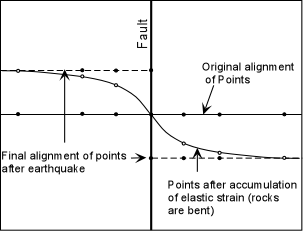 Fault
Original alignment
of Points
Final alignment of points
after earthquake
Points after accumulation
of elastic strain (rocks
are bent)